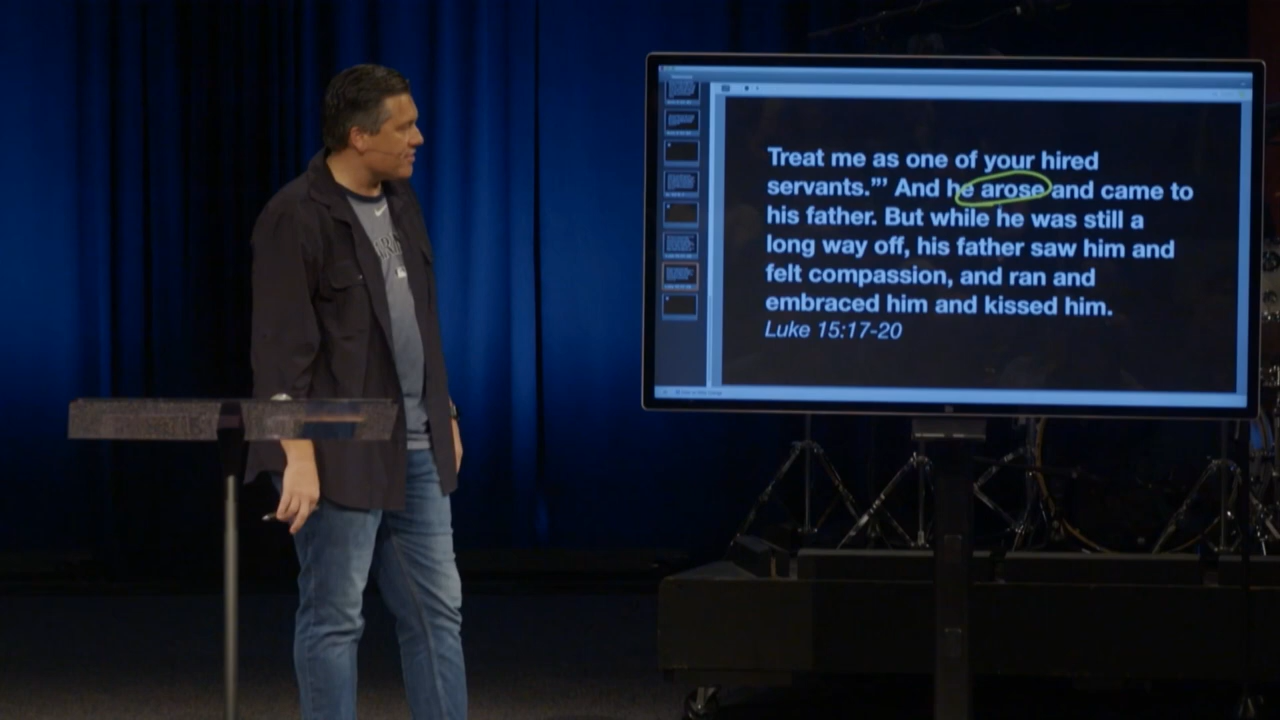 Treat me as one of your hired
servants.”’ And he arose and came to
his father. But while he was still a
long way off, his father saw him and
felt compassion, and ran and
embraced him and kissed him.
Luke 15:17-20